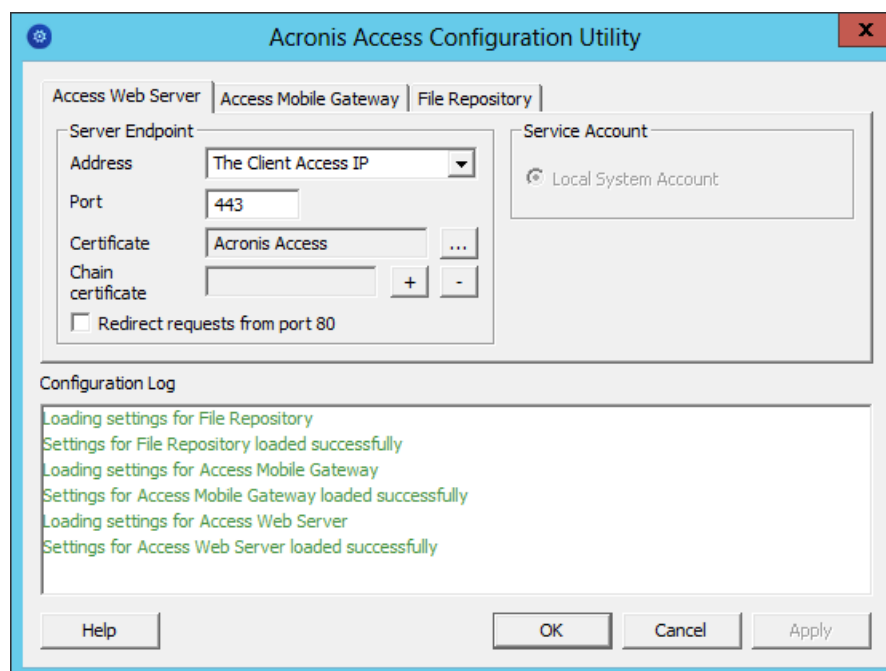 Acronis Access Configuration Utility
x
Access Web Server
Access Mobile Gateway
File Repository
Server Endpoint
Address
The Client Access IP
Port
443
Certificate
Acronis Access
...
Chain
certificate
+
-
Redirect requests from port 80
Service Account
Local System Account
Configuration Log
Loading settings for File Repository
Settings for File Repository loaded successfully
Loading settings for Access Mobile Gateway
Settings for Access Mobile Gateway loaded successfully
Loading settings for Access Web Server
Settings for Access Web Server loaded successfully
Help
OK
Cancel
Apply